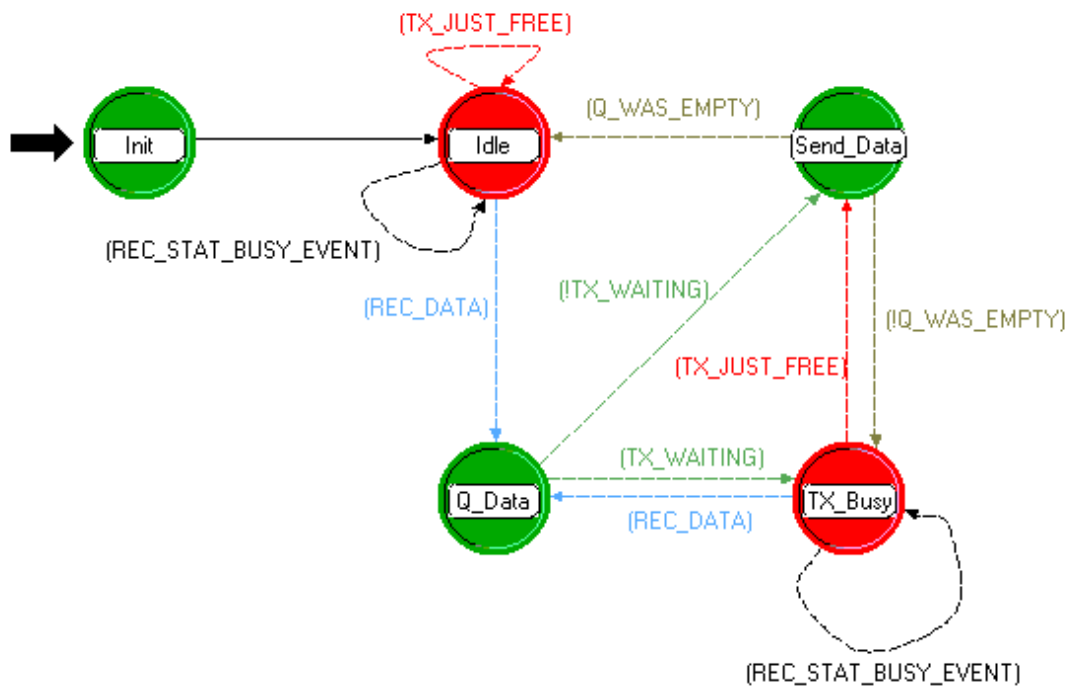 (TX_JUST_FREE)
Init
Idle
(Q_WAS_EMPTY)
Send_Data
(REC_STAT_BUSY_EVENT)
(!TX_WAITING)
(REC_DATA)
(!Q_WAS_EMPTY)
(TX_JUST_FREE)
(TX_WAITING)
Q_Data
TX_Busy
(REC_DATA)
(REC_STAT_BUSY_EVENT)